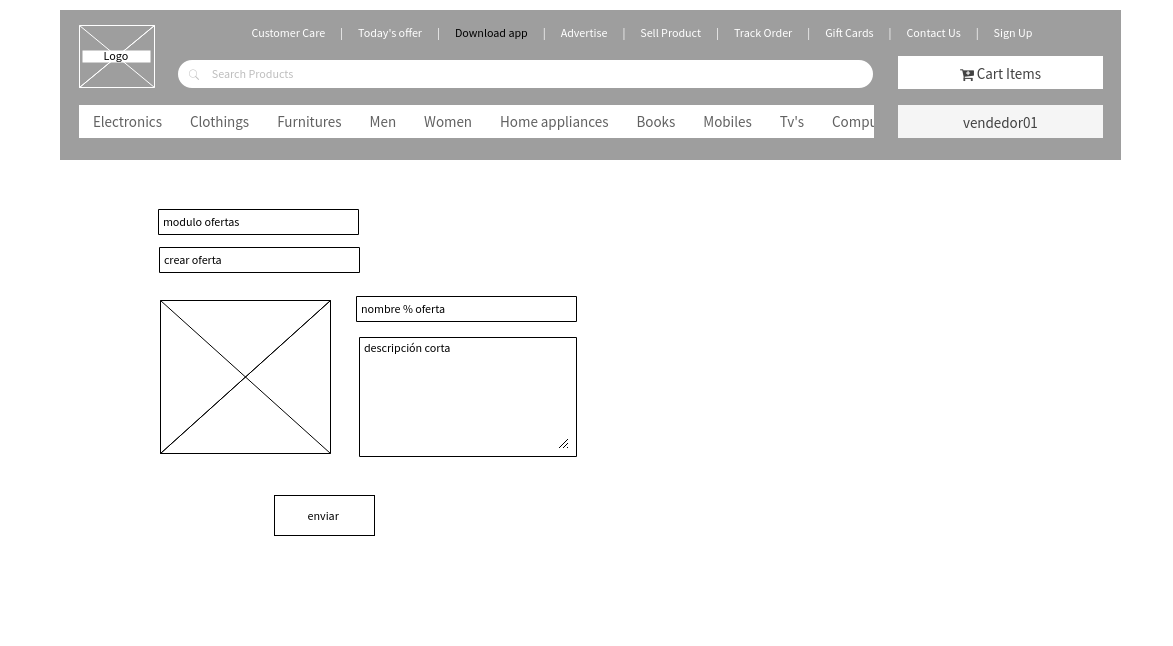 Customer Care | Today's offer | Download app | Advertise | Sell Product | Track Order | Gift Cards | Contact Us | Sign Up
Logo
Search Products
Cart Items
Electronics Clothings Furnitures Men Women Home appliances Books Mobiles Tv's Compu
vendedor01
modulo ofertas
crear oferta
nombre % oferta
descripción corta
enviar